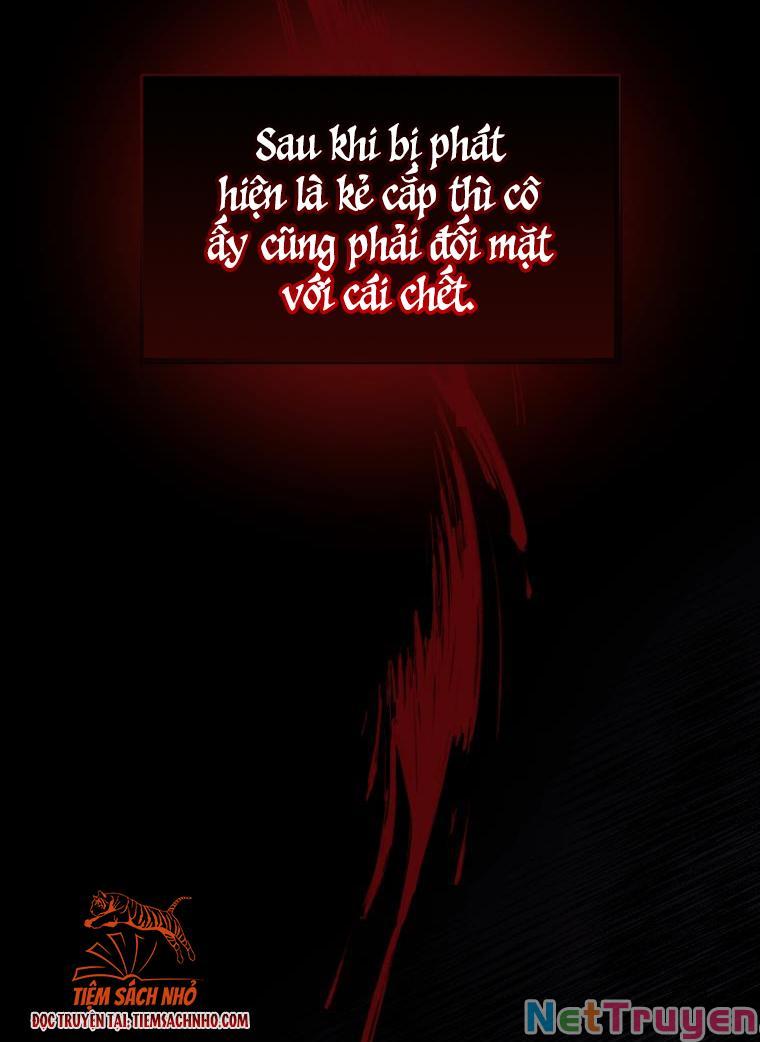 Sau khi bị phát
hiện là kẻ cắp thì cô
ấy cũng phải đối mặt
với cái chết.
TIỆM SÁCH NHỎ
ĐỌC TRUYỆN TẠI: TIEMSACHNHO.COM
NetTruyen